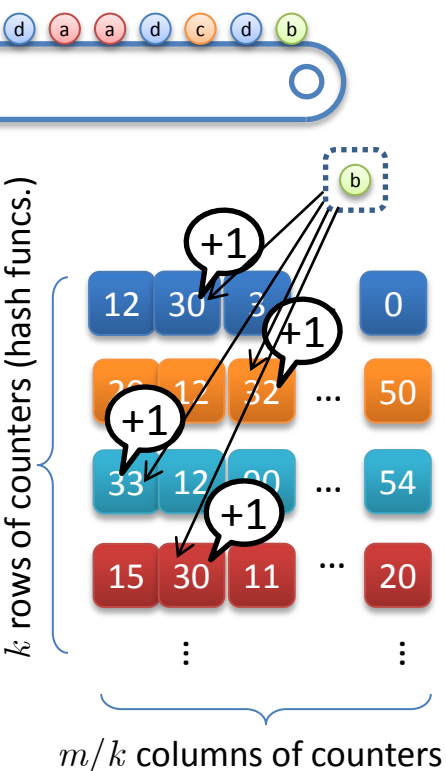 d a a d c d b
b
+1
12 30 3 0
+1
12 32 ... 50
+1
33 12 ... 54
+1
15 30 11 ... 20
⋮ ⋮
k rows of counters (hash funcs.)
m/k columns of counters